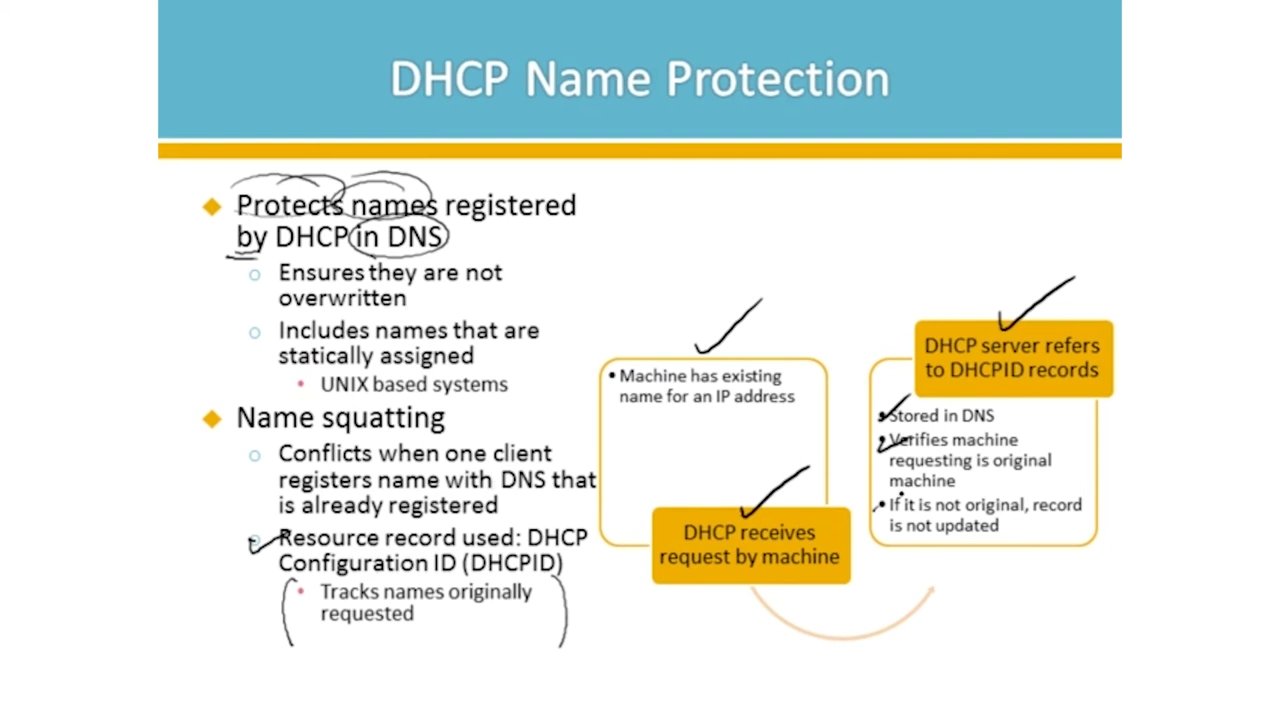 DHCP Name Protection
Protects names registered
by DHCP in DNS
Ensures they are not
overwritten
Includes names that are
statically assigned
UNIX based systems
Name squatting
Conflicts when one client
registers name with DNS that
is already registered
Resource record used: DHCP
Configuration ID (DHCPID)
Tracks names originally
requested
Machine has existing
name for an IP address
DHCP receives
request by machine
DHCP server refers
to DHCPID records
Stored in DNS
Verifies machine
requesting is original
machine
If it is not original, record
is not updated